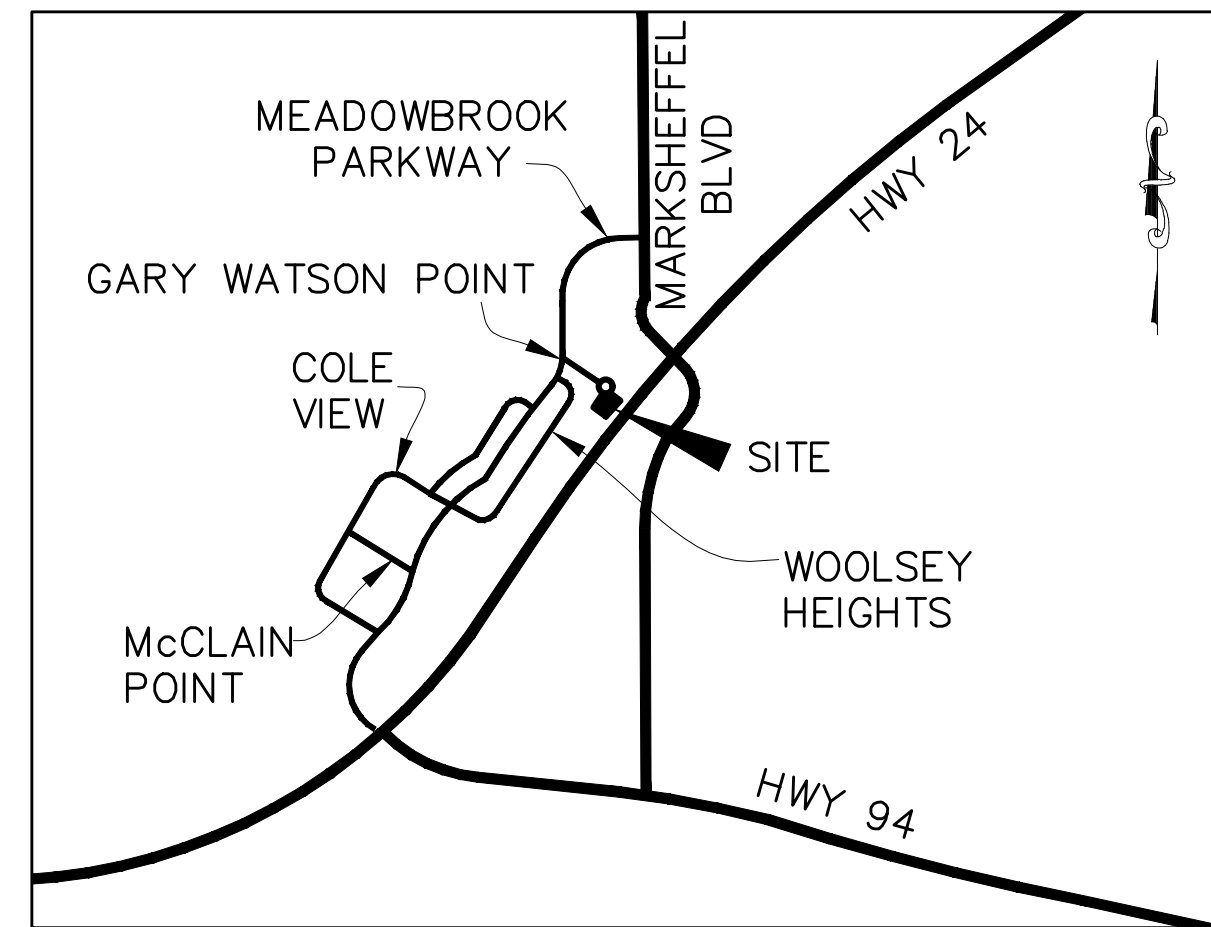 MEADOWBROOK
PARKWAY
MARKSHEFFEL
BLVD
HWY 24
GARY WATSON POINT
COLE
VIEW
SITE
WOOLSEY
HEIGHTS
McCLAIN
POINT
HWY 94